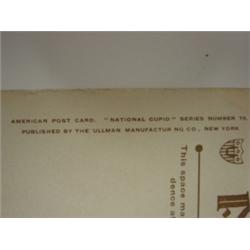 AMERICAN POST CARD. "NATIONAL CUPID" SERIES NUMBER 75,
PUBLISHED BY THE ULLMAN MANUFACTURING CO., NEW YORK
This space ma
dence a